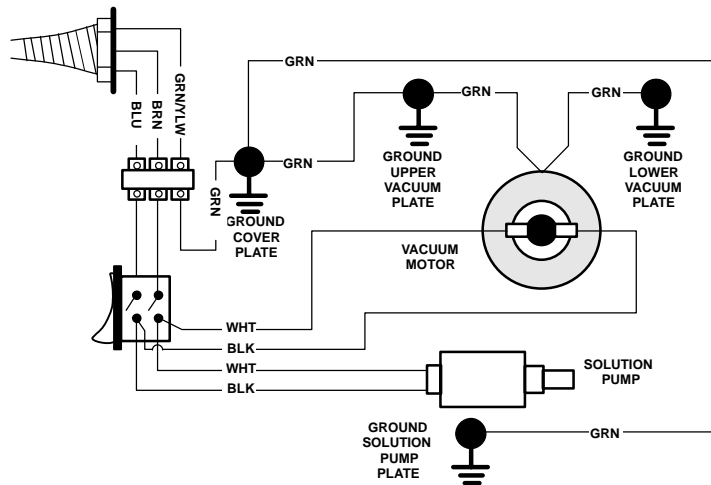 GRN
GRN
GRN
BLU
BRN
GRN/YLW
GROUND
UPPER
VACUUM
PLATE
GROUND
LOWER
VACUUM
PLATE
GRN
GRN
GROUND
COVER
PLATE
VACUUM
MOTOR
WHT
BLK
WHT
BLK
SOLUTION
PUMP
GROUND
SOLUTION
PUMP
PLATE
GRN